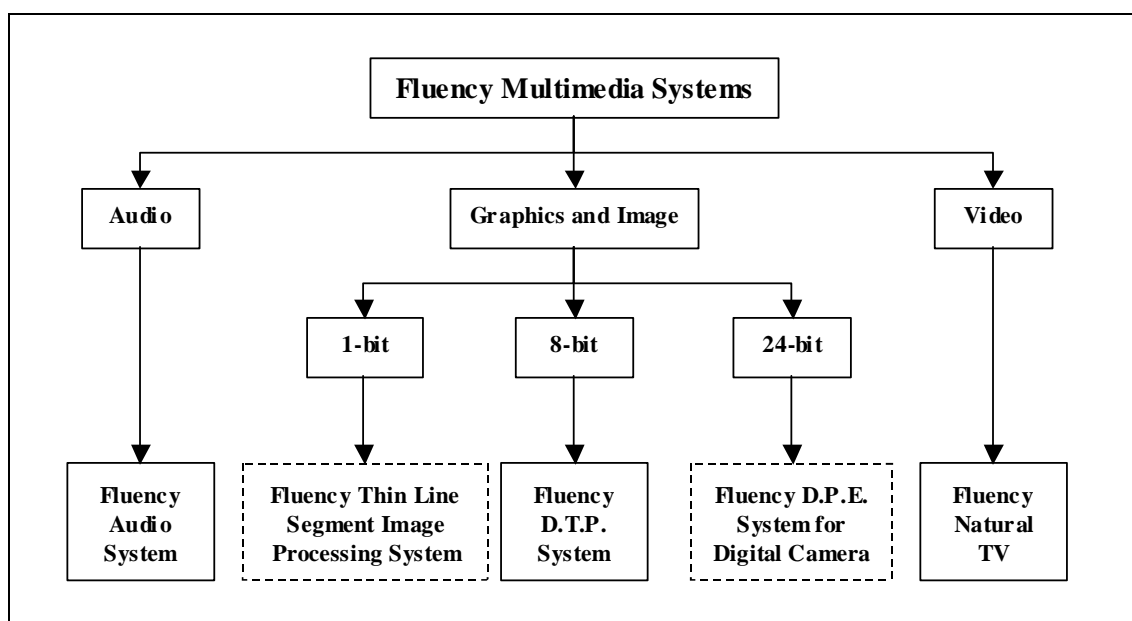 Fluency Multimedia Systems
Audio
Graphics and Image
Video
1-bit
8-bit
24-bit
Fluency
Audio
System
Fluency Thin Line
Segment Image
Processing System
Fluency
D.T.P.
System
Fluency D.P.E.
System for
Digital Camera
Fluency
Natural
TV